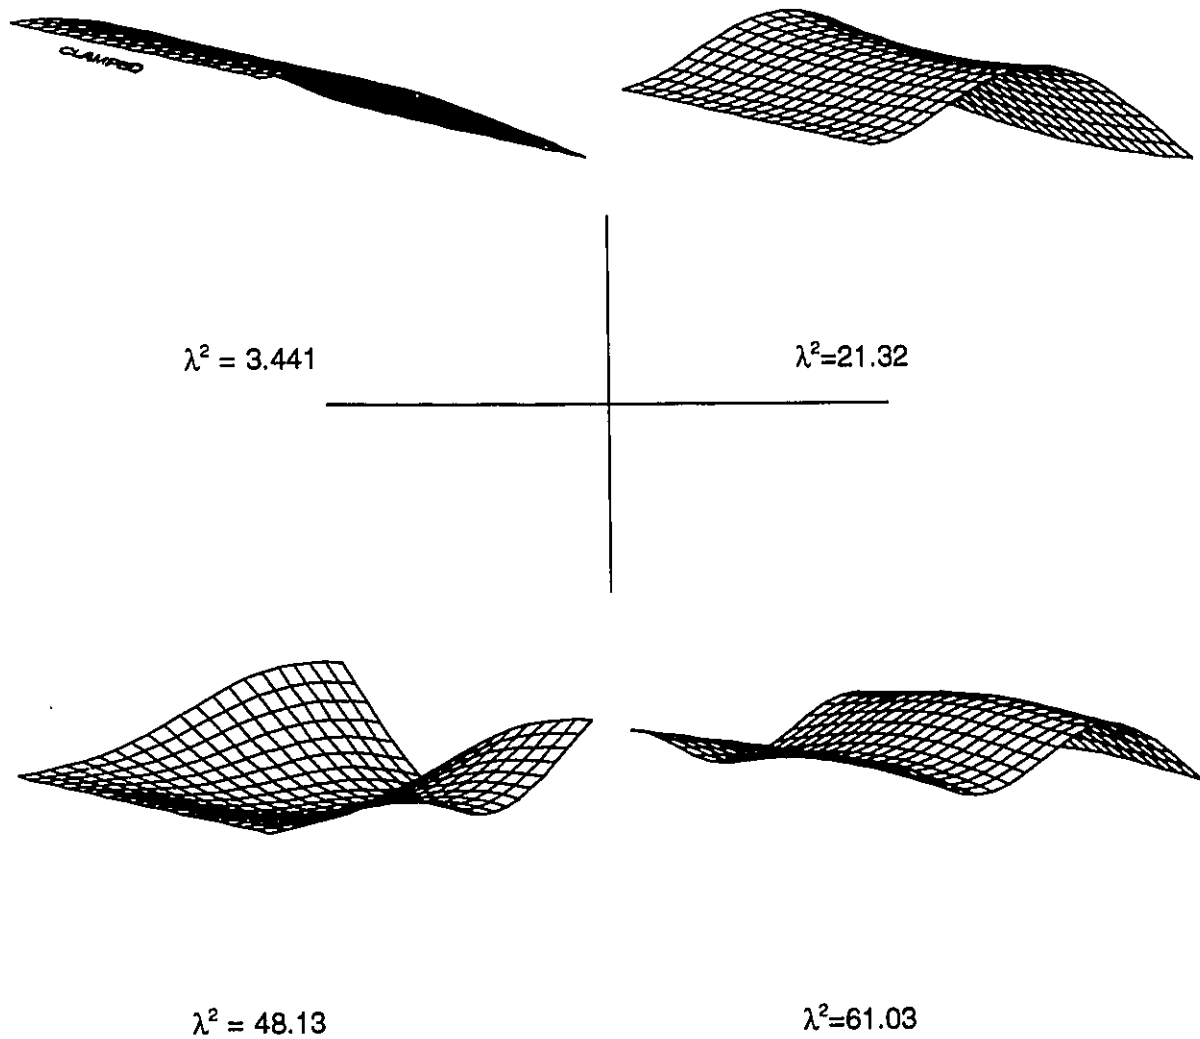 CLAMPED
λ² = 3.441
λ²=21.32
λ² = 48.13
λ²=61.03